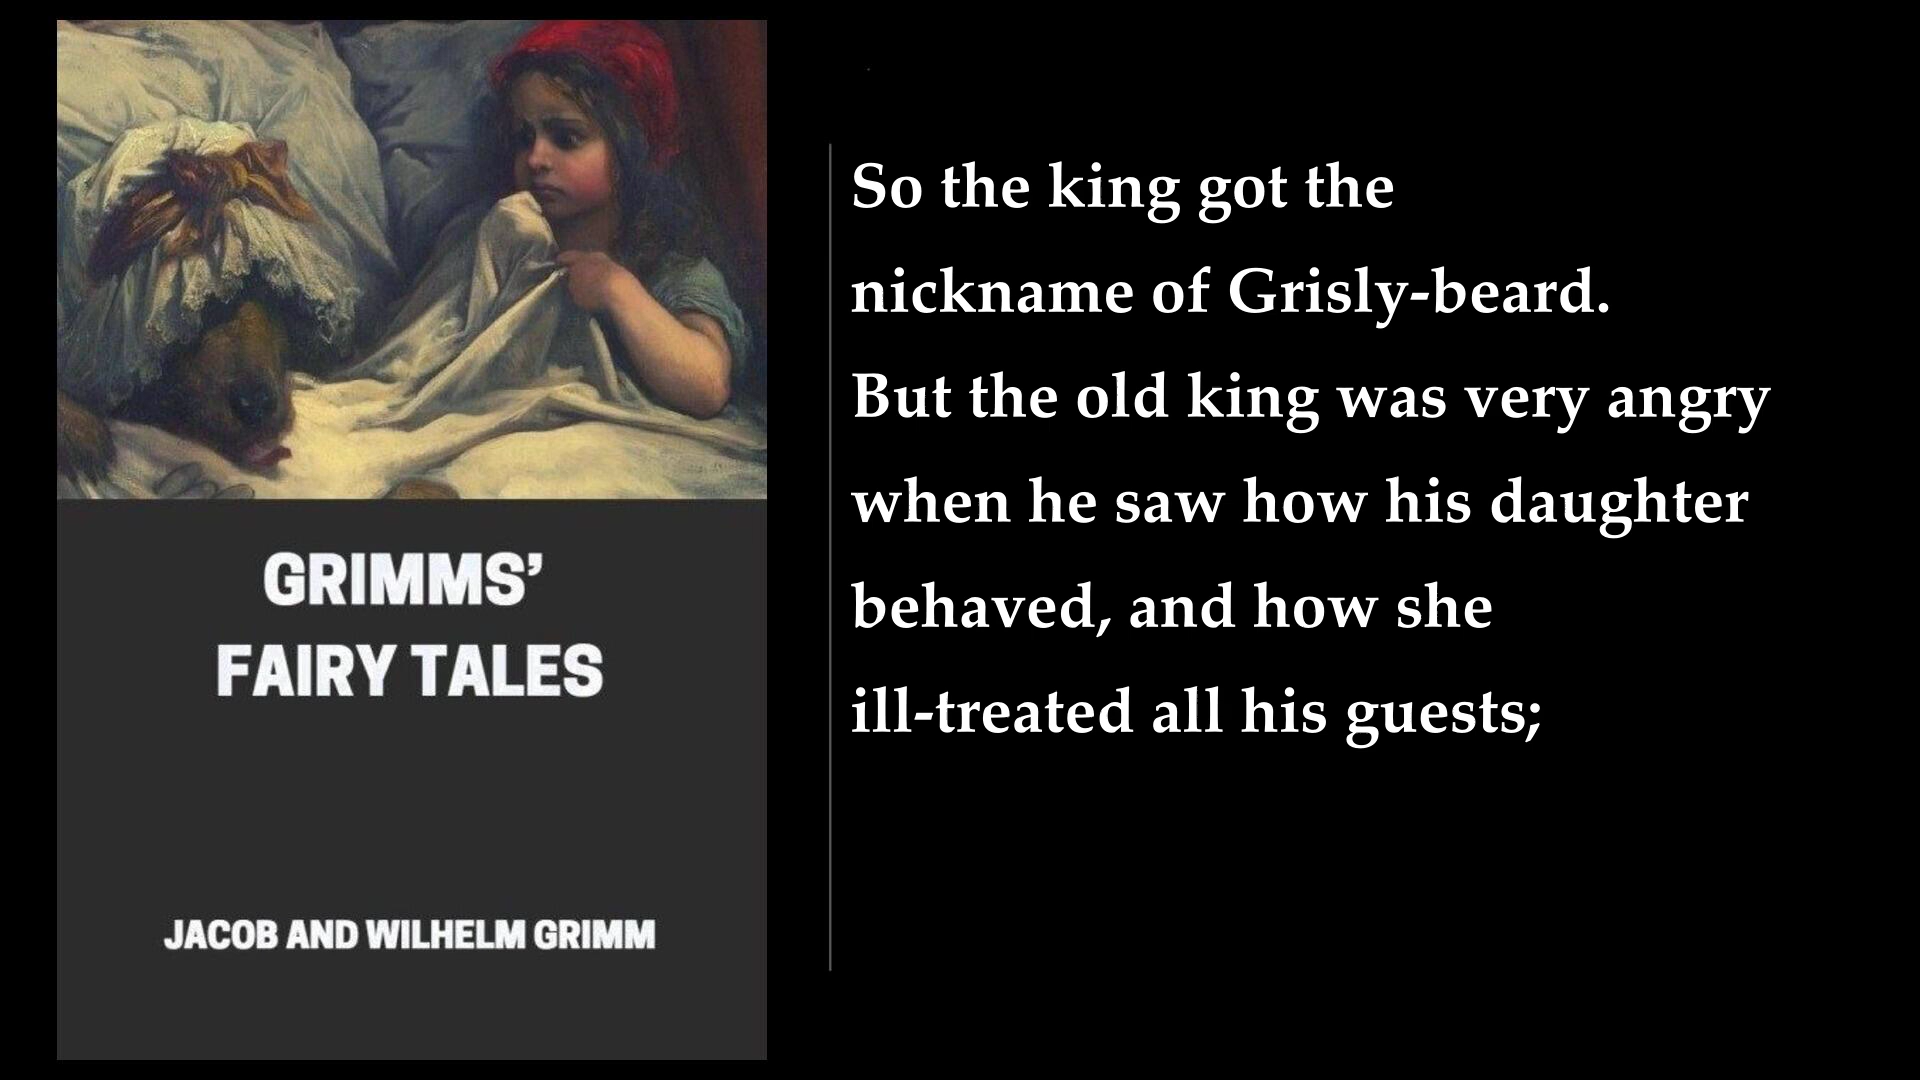 GRIMMS’
FAIRY TALES
JACOB AND WILHELM GRIMM
So the king got the
nickname of Grisly-beard.
But the old king was very angry
when he saw how his daughter
behaved, and how she
ill-treated all his guests;